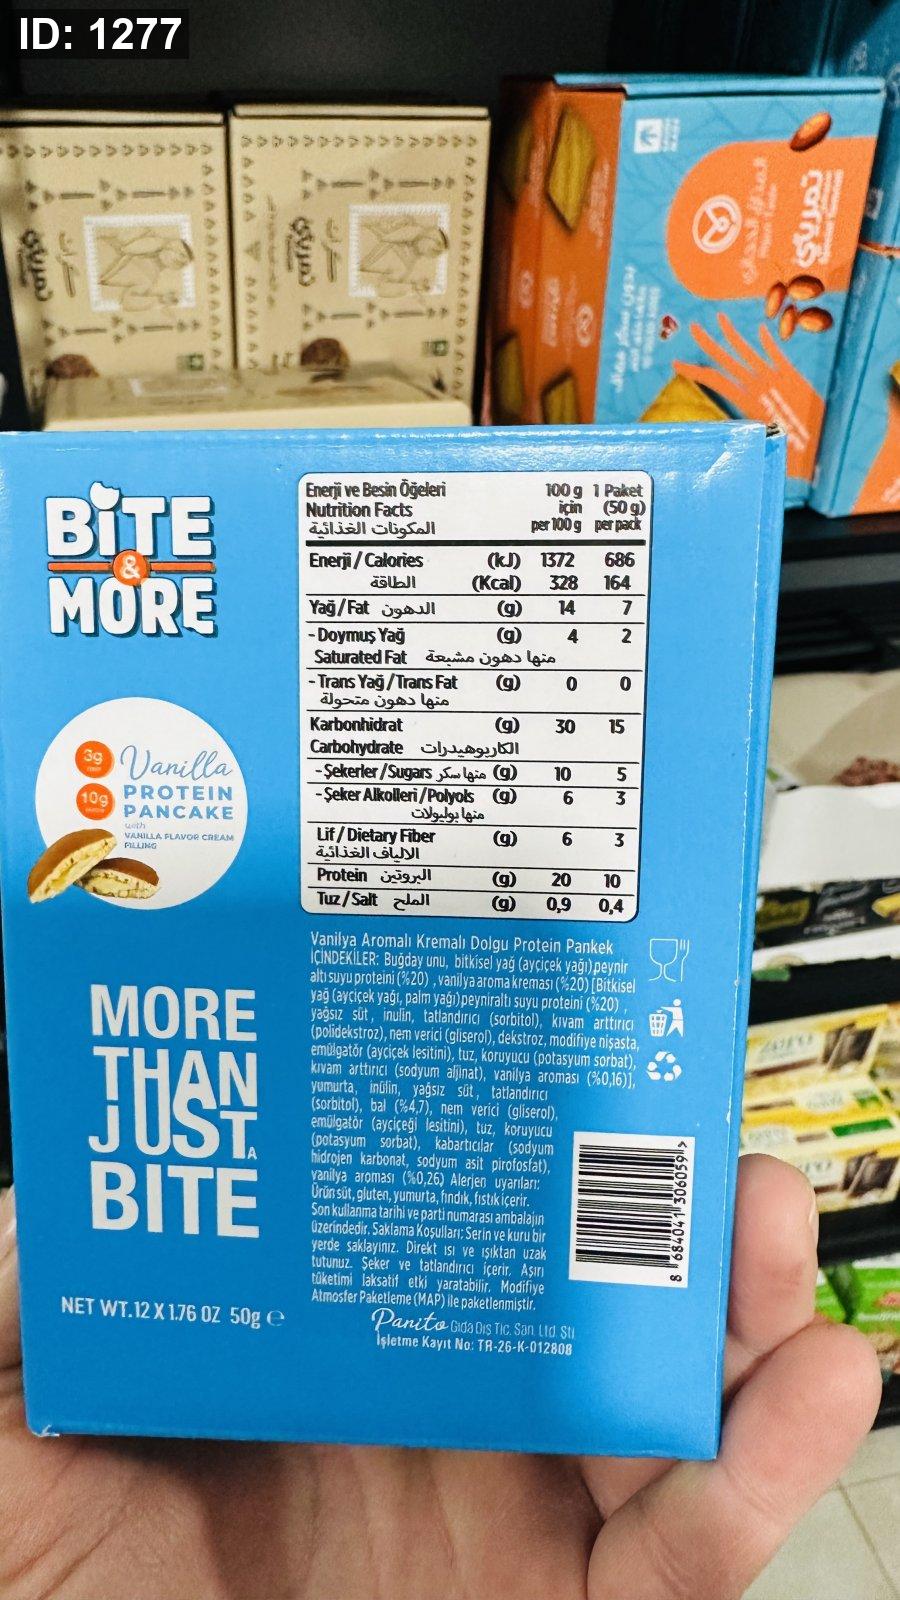 ID: 1277
تمريري
BiTE
&
MORE
3g
10g
Vanilla
PROTEIN
PANCAKE
with
VANILLA FLAVOR CREAM
FILLING
MORE
THAN
JUST
A
BITE
NET WT.12 X 1.76 OZ 50g e
Enerji ve Besin Öğeleri 100 g 1 Paket
Nutrition Facts için (50 g)
المكونات الغذائية per 100 g per pack
Enerji / Calories (kJ) 1372 686
الطاقة (Kcal) 328 164
Yağ / Fat الدهون (g) 14 7
- Doymuş Yağ (g) 4 2
Saturated Fat منها دهون مشبعة
- Trans Yağ / Trans Fat (g) 0 0
منها دهون متحولة
Karbonhidrat (g) 30 15
Carbohydrate الكاربوهيدرات
- Şekerler / Sugars منها سكر (g) 10 5
- Şeker Alkolleri / Polyols (g) 6 3
منها بوليولات
Lif / Dietary Fiber (g) 6 3
الالياف الغذائية
Protein البروتين (g) 20 10
Tuz / Salt الملح (g) 0,9 0,4
Vanilya Aromalı Kremalı Dolgu Protein Pankek
İÇİNDEKİLER: Buğday unu, bitkisel yağ (ayçiçek yağı) peynir
altı suyu proteini (%20) , vanilya aroma kreması (%20) [Bitkisel
yağ (ayçiçek yağı, palm yağı) peyniraltı suyu proteini (%20) ,
yağsız süt, inulin, tatlandırıcı (sorbitol), kıvam arttırıcı
(polidekstroz), nem verici (gliserol), dekstroz, modifiye nişasta,
emülgatör (ayçiçek lesitini), tuz, koruyucu (potasyum sorbat),
kıvam arttırıcı (sodyum aljinat), vanilya aroması (%0,16)],
yumurta, inülin, yağsız süt, tatlandırıcı
(sorbitol), bal (%4,7), nem verici (gliserol),
emülgatör (ayçiçeği lesitini), tuz, koruyucu
(potasyum sorbat), kabartıcılar (sodyum
hidrojen karbonat, sodyum asit pirofosfat),
vanilya aroması (%0,26) Alerjen uyarıları:
Ürün süt, gluten, yumurta, fındık, fıstık içerir.
Son kullanma tarihi ve parti numarası ambalajın
üzerindedir. Saklama Koşulları: Serin ve kuru bir
yerde saklayınız. Direkt ısı ve ışıktan uzak
tutunuz. Şeker ve tatlandırıcı içerir. Aşırı
tüketimi laksatif etki yaratabilir. Modifiye
Atmosfer Paketleme (MAP) ile paketlenmiştir.
Panito Gıda Dış Tic. San. Ltd. Şti
İşletme Kayıt No: TR-26-K-012808
8 684041 306059